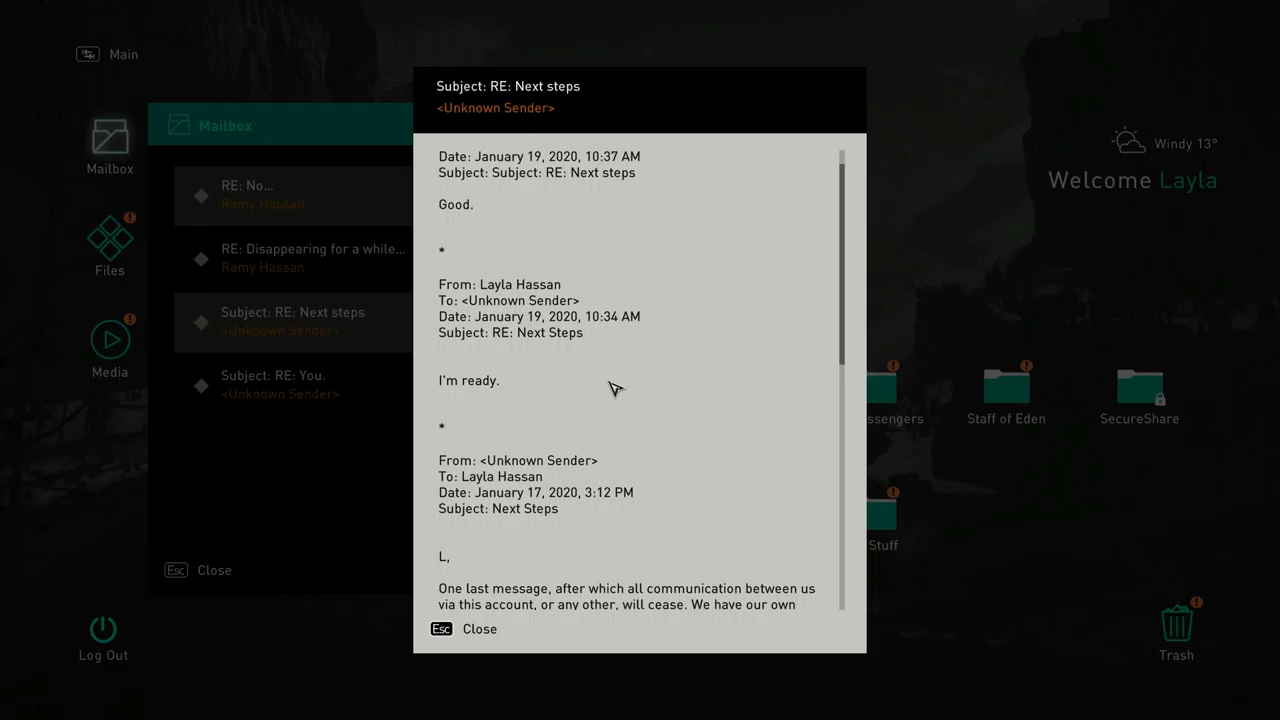 Main
Subject: RE: Next steps
<Unknown Sender>
Mailbox
Mailbox
RE: No...
Ramy Hassan
RE: Disappearing for a while...
Ramy Hassan
Subject: RE: Next steps
<Unknown Sender>
Subject: RE: You.
<Unknown Sender>
Esc Close
Files
Media
Log Out
Date: January 19, 2020, 10:37 AM
Subject: Subject: RE: Next steps
Good.
*
From: Layla Hassan
To: <Unknown Sender>
Date: January 19, 2020, 10:34 AM
Subject: RE: Next Steps
I'm ready.
*
From: <Unknown Sender>
To: Layla Hassan
Date: January 17, 2020, 3:12 PM
Subject: Next Steps
L,
One last message, after which all communication between us
via this account, or any other, will cease. We have our own
Esc Close
Windy 13°
Welcome Layla
ssengers
Staff of Eden
SecureShare
Stuff
Trash